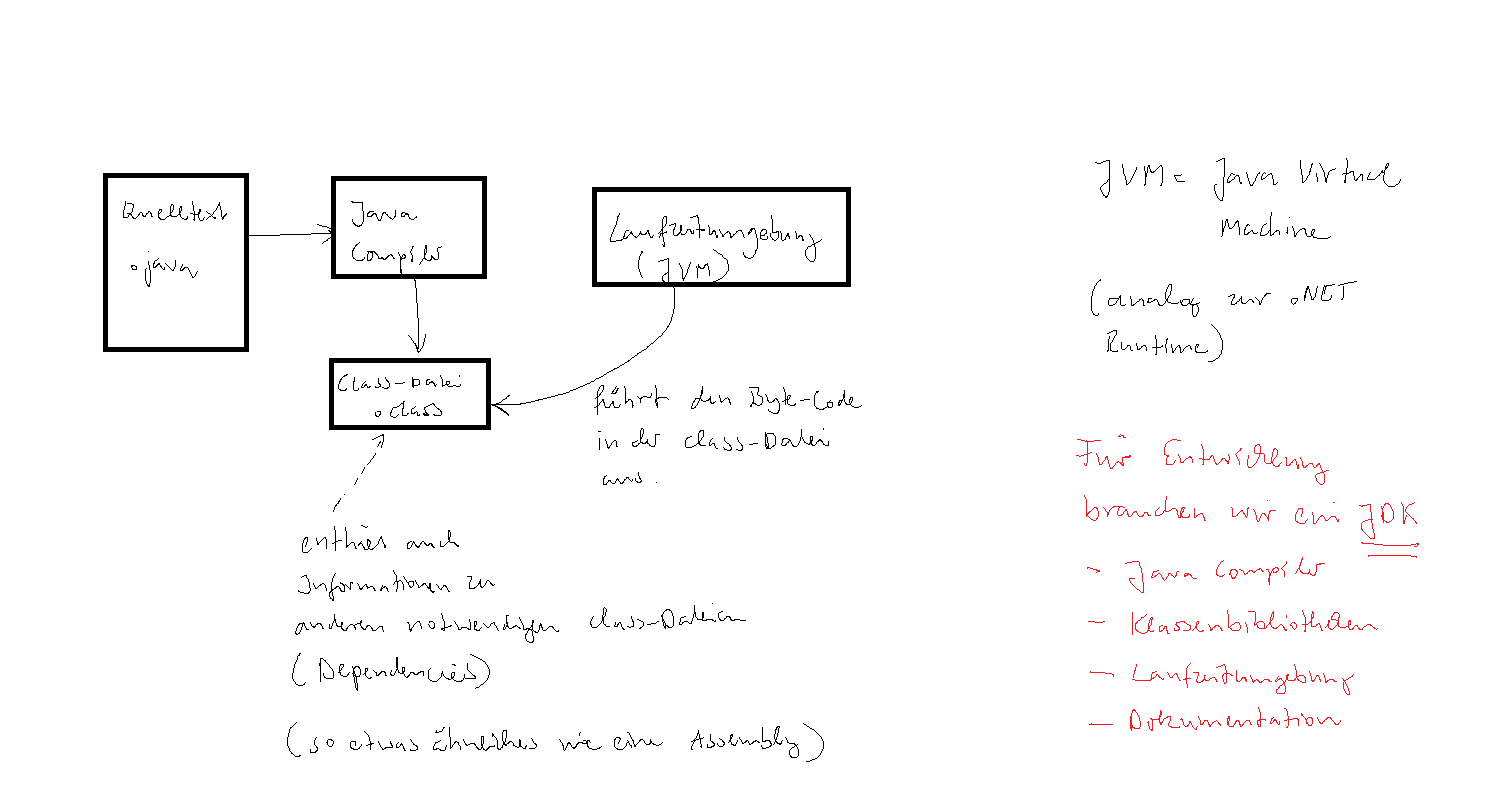 Quelltext
.java
Java
Compiler
Laufzeitumgebung
(JVM)
Class-Datei
.class
führt den Byte-Code
in der class-Datei
aus.
enthält auch
Informationen zu
anderen notwendigen class-Dateien
(Dependencies)
(so etwas ähnliches wie eine Assembly)
JVM = Java Virtual
Machine
(analog zur .NET
Runtime)
Für Entwicklung
brauchen wir ein JDK
- Java Compiler
- Klassenbibliotheken
- Laufzeitumgebung
- Dokumentation